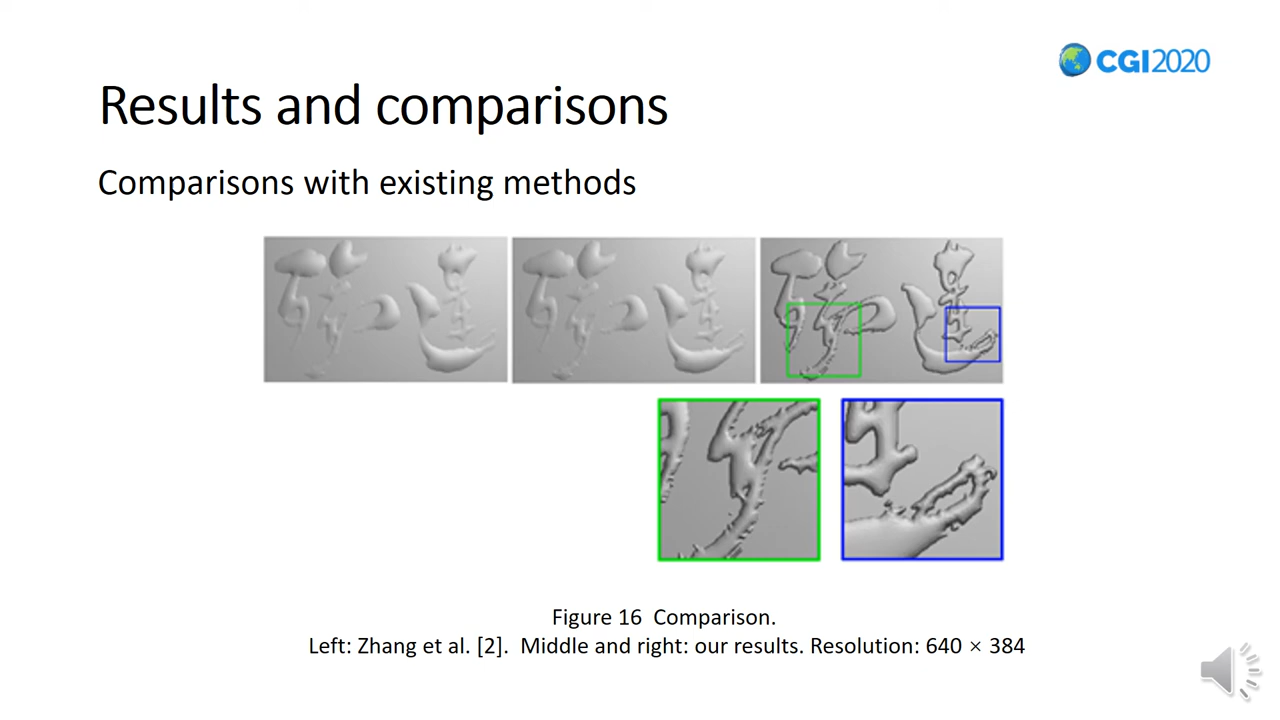 CGI2020
Results and comparisons
Comparisons with existing methods
Figure 16 Comparison.
Left: Zhang et al. [2]. Middle and right: our results. Resolution: 640 × 384